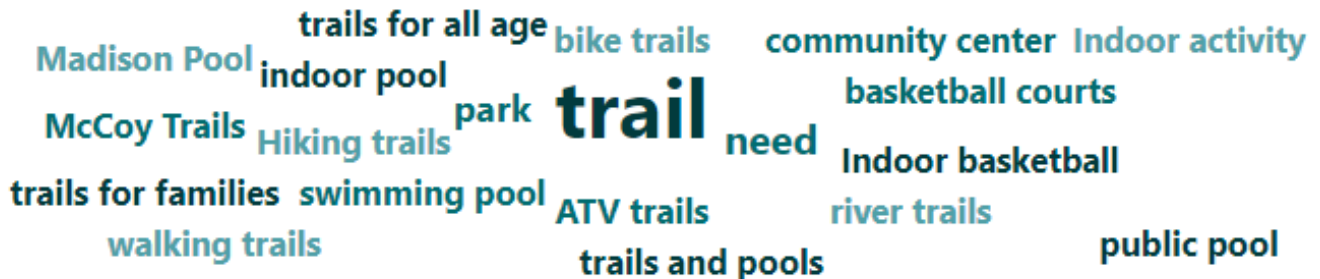 trails for all age
bike trails
community center
Indoor activity
Madison Pool
indoor pool
basketball courts
park
trail
McCoy Trails
Hiking trails
need
Indoor basketball
trails for families
swimming pool
ATV trails
river trails
walking trails
trails and pools
public pool